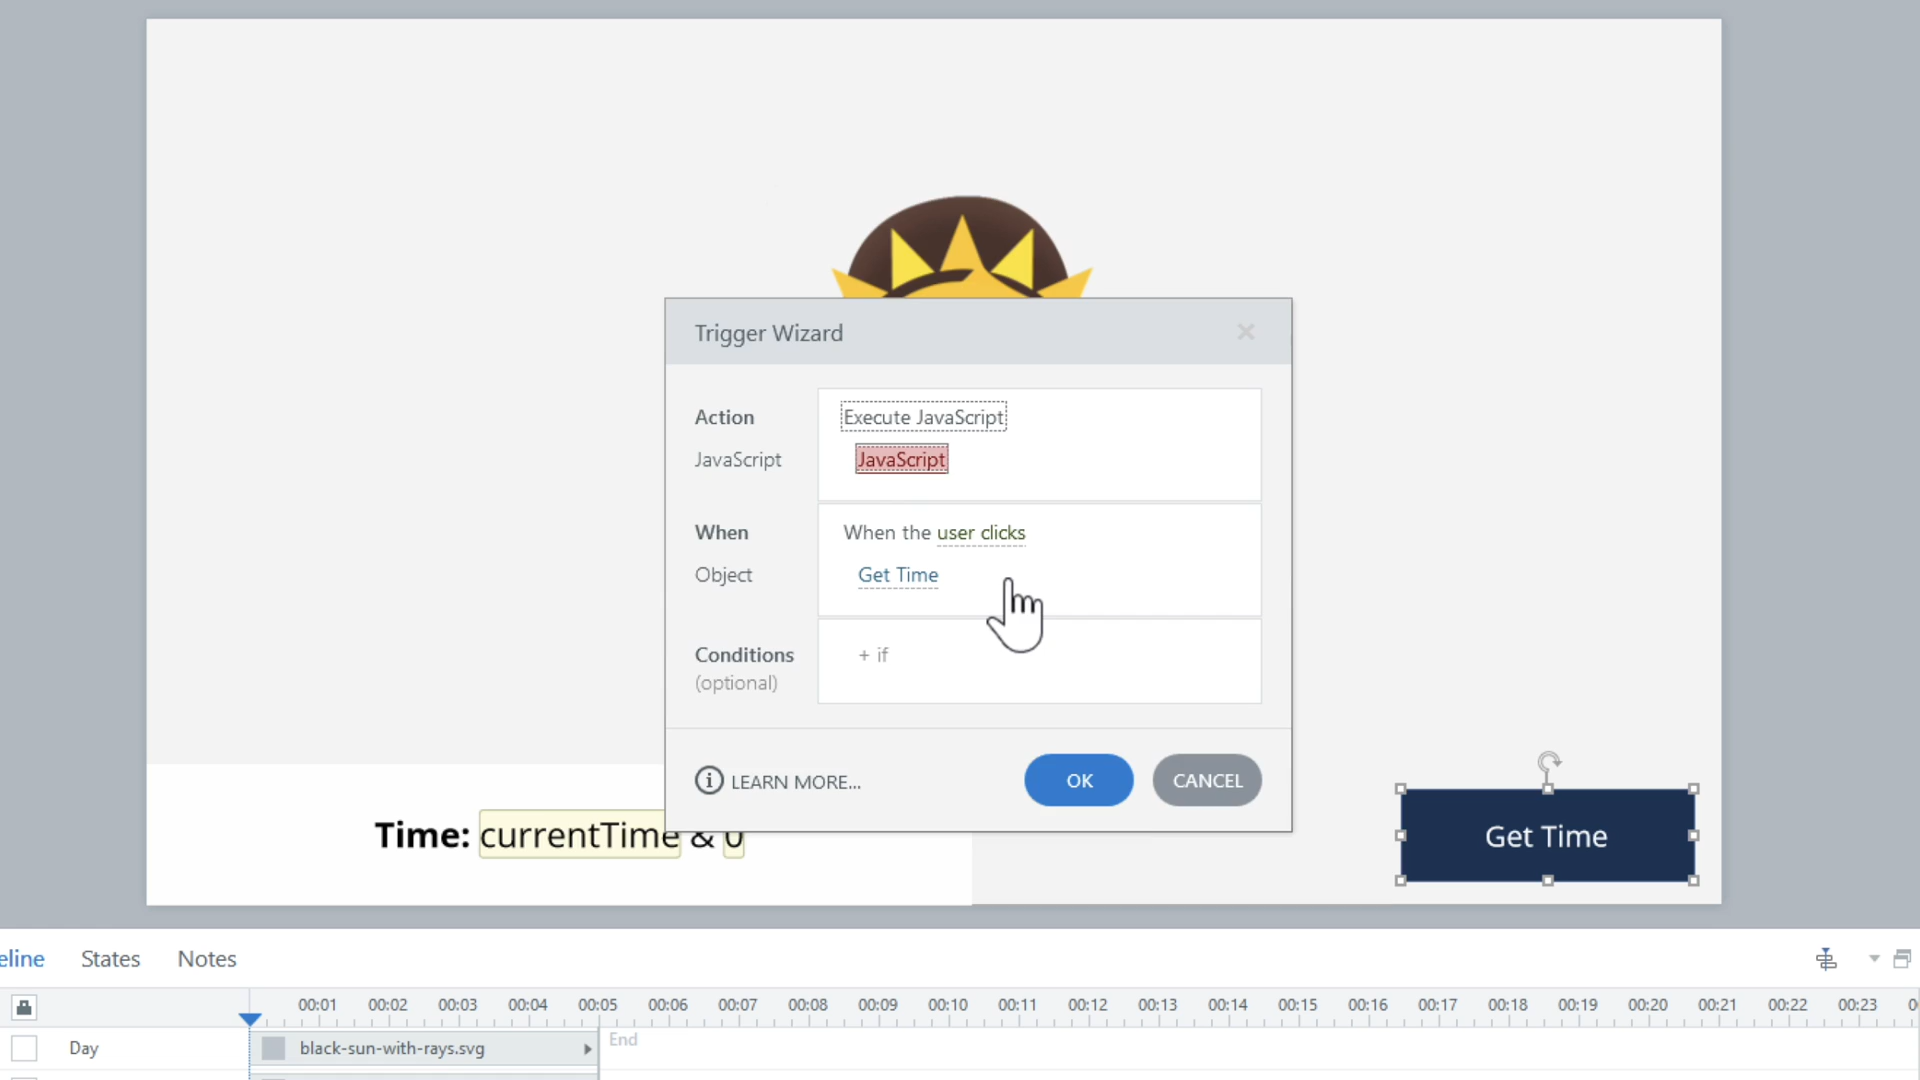 Trigger Wizard
Action
Execute JavaScript
JavaScript
JavaScript
When
When the user clicks
Object
Get Time
Conditions
(optional)
+ if
LEARN MORE...
OK
CANCEL
Time: currentTime & 0
Get Time
eline
States
Notes
00:01 00:02 00:03 00:04 00:05 00:06 00:07 00:08 00:09 00:10 00:11 00:12 00:13 00:14 00:15 00:16 00:17 00:18 00:19 00:20 00:21 00:22 00:23 0
Day
black-sun-with-rays.svg
End